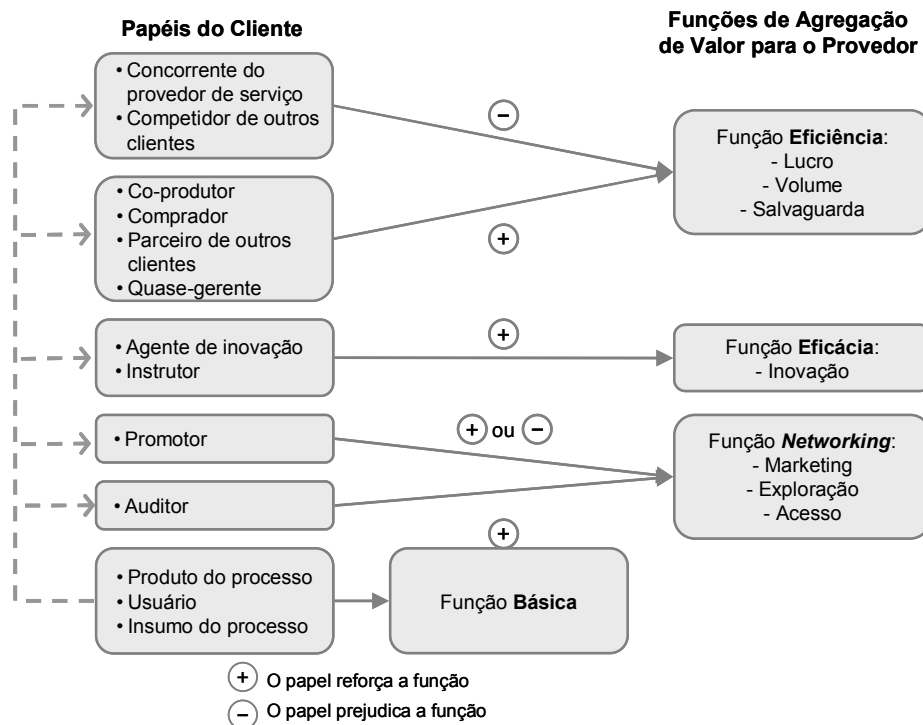 Papéis do Cliente
Funções de Agregação
de Valor para o Provedor
• Concorrente do
provedor de serviço
• Competidor de outros
clientes
−
Função Eficiência:
- Lucro
- Volume
- Salvaguarda
• Co-produtor
• Comprador
• Parceiro de outros
clientes
• Quase-gerente
+
• Agente de inovação
• Instrutor
+
Função Eficácia:
- Inovação
• Promotor
+ ou −
Função Networking:
- Marketing
- Exploração
- Acesso
• Auditor
+
• Produto do processo
• Usuário
• Insumo do processo
Função Básica
+ O papel reforça a função
− O papel prejudica a função